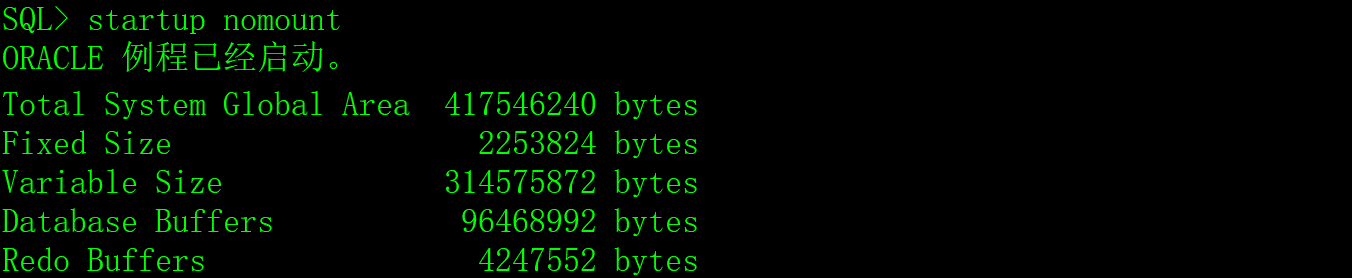 SQL> startup nomount
ORACLE 例程已经启动。
Total System Global Area  417546240 bytes
Fixed Size                  2253824 bytes
Variable Size             314575872 bytes
Database Buffers           96468992 bytes
Redo Buffers                4247552 bytes